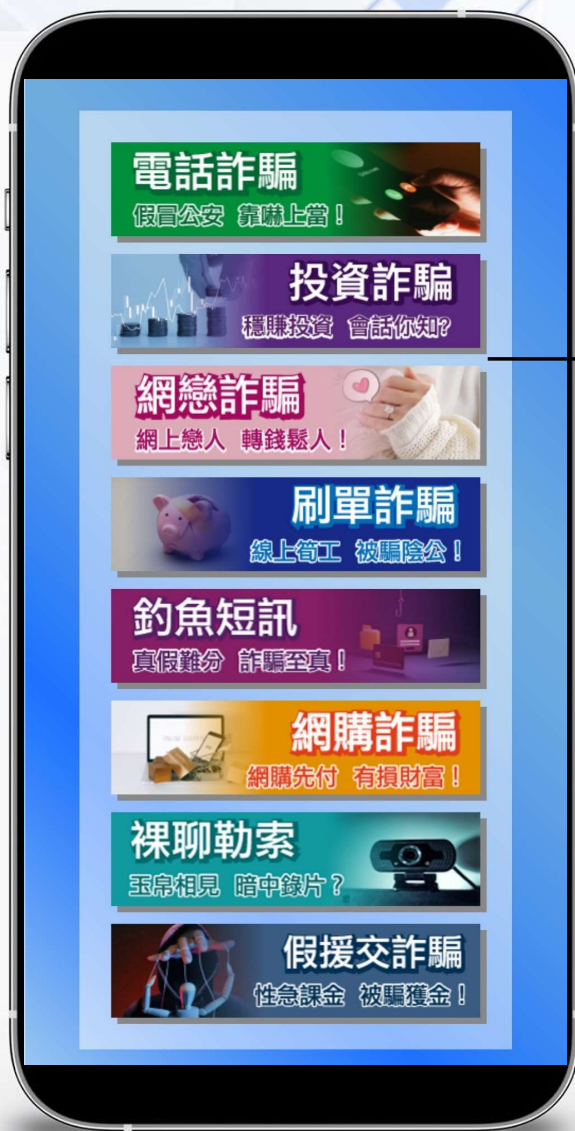 電話詐騙
假冒公安 靠嚇上當！
投資詐騙
穩賺投資 會話你知?
網戀詐騙
網上戀人 轉錢鬆人！
刷單詐騙
線上筍工 被騙陰公！
釣魚短訊
真假難分 詐騙至真！
網購詐騙
網購先付 有損財富！
裸聊勒索
玉帛相見 暗中錄片？
假援交詐騙
性急課金 被騙獲金！